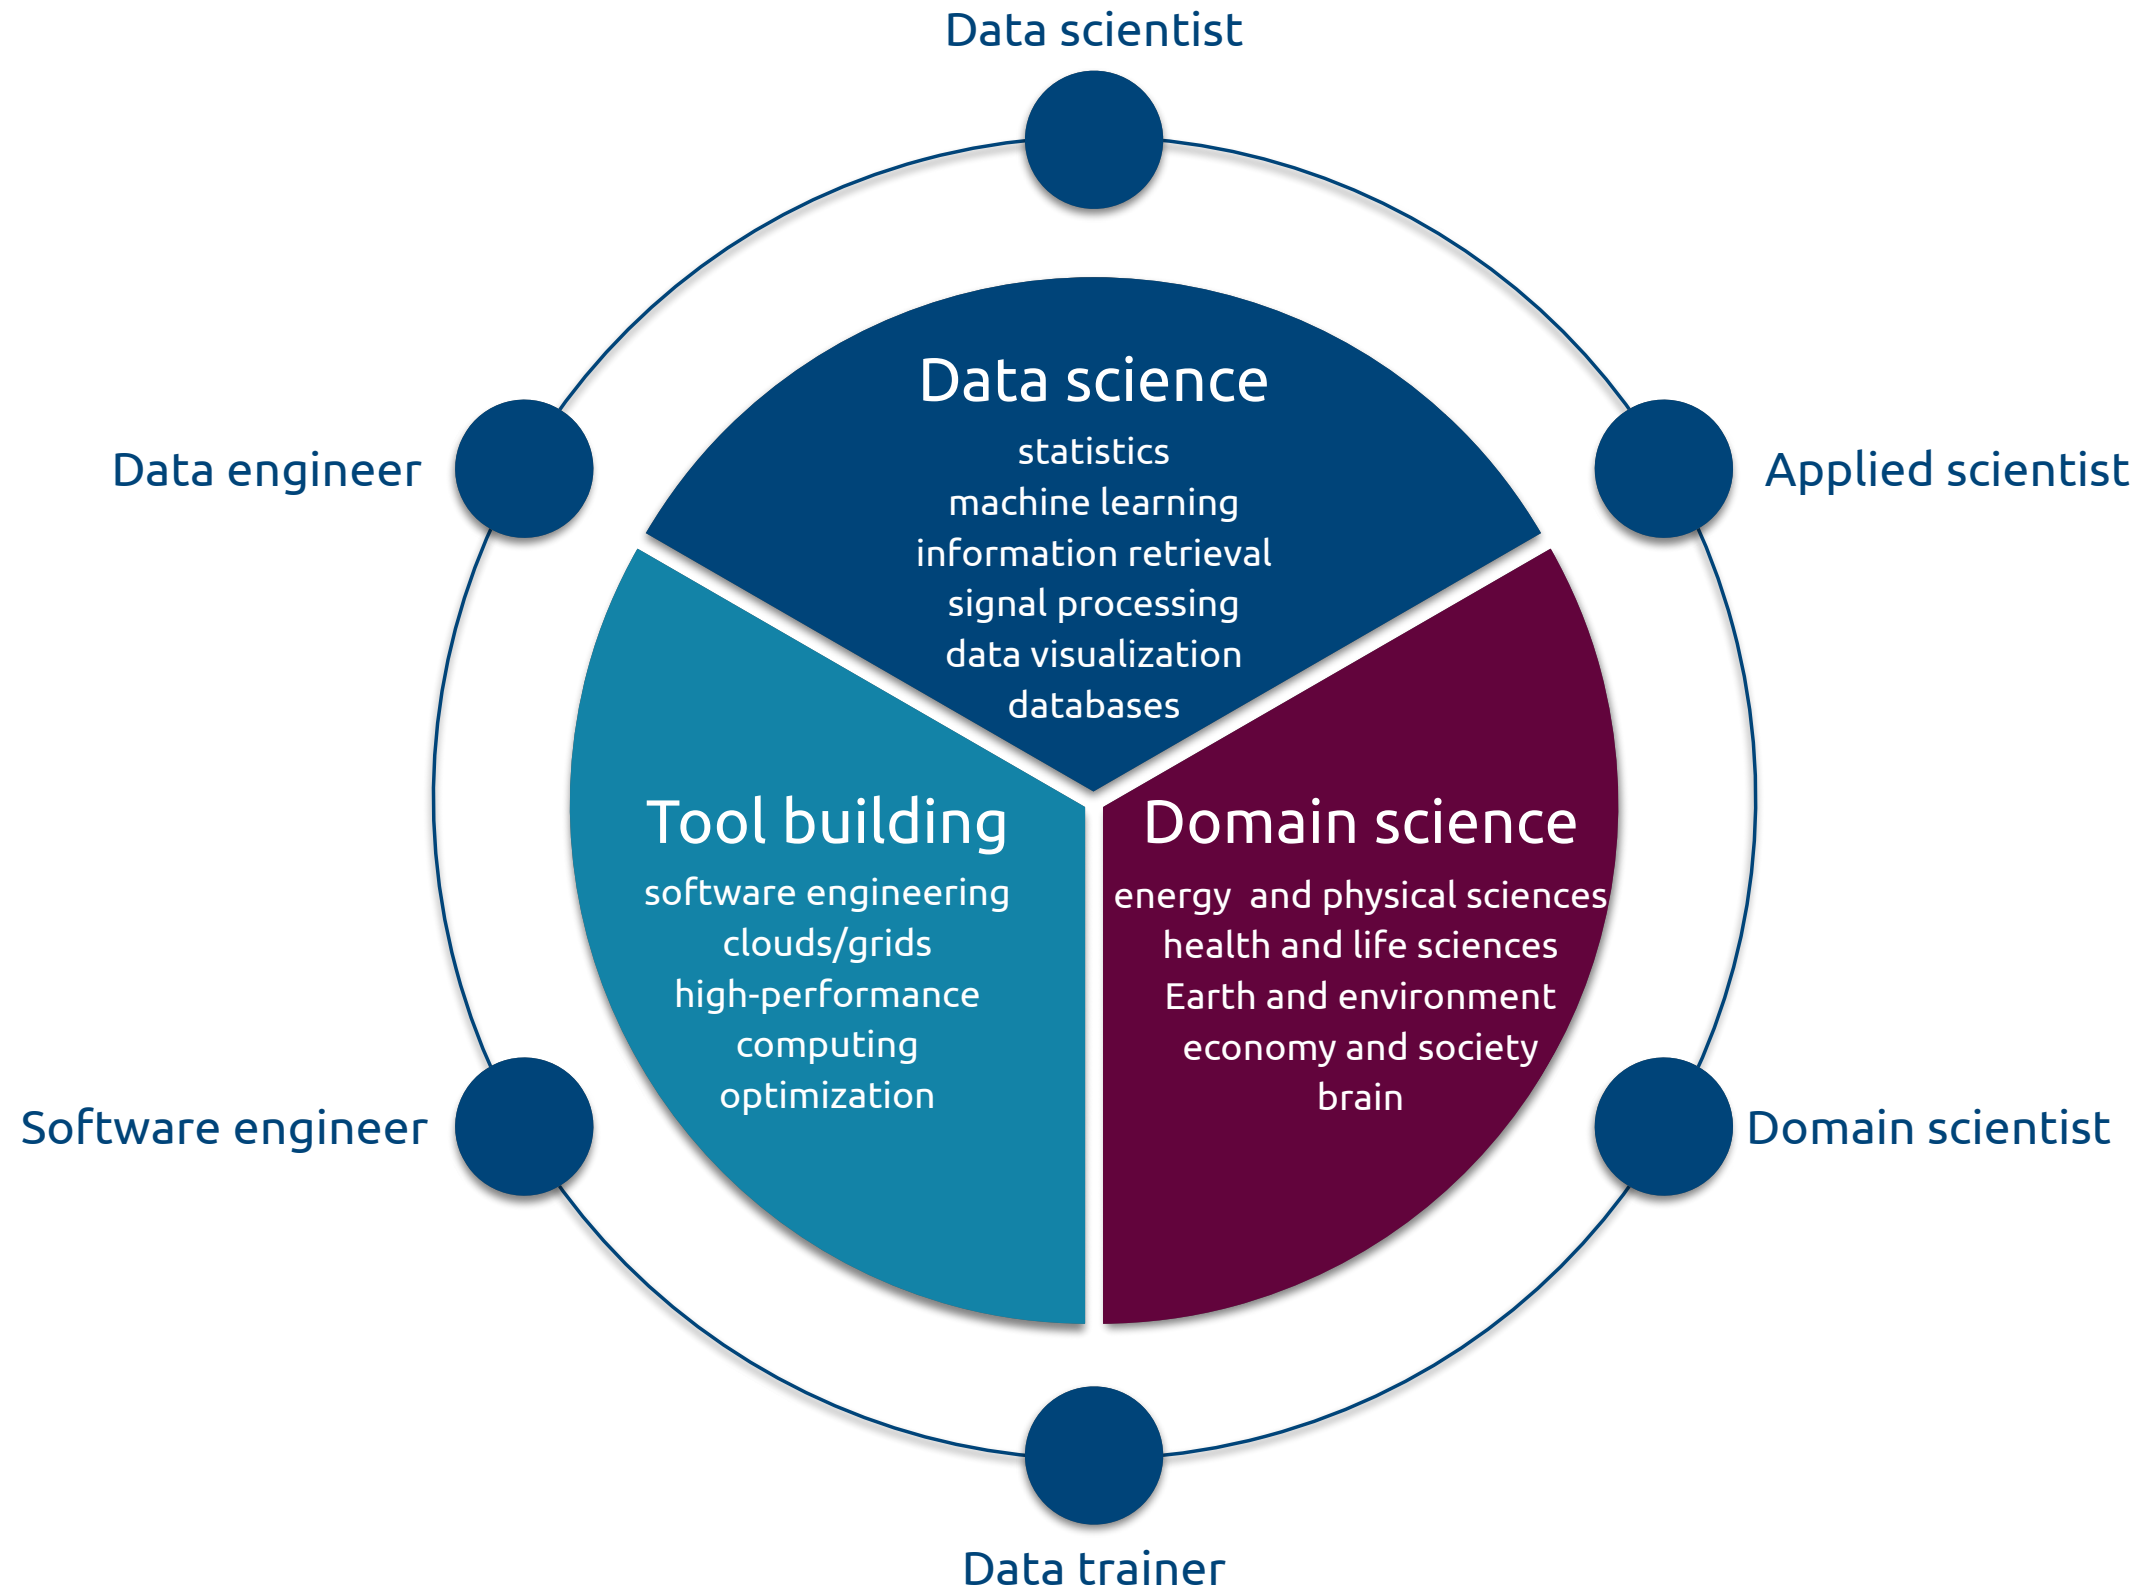 Data scientist
Data engineer
Applied scientist
Data science
statistics
machine learning
information retrieval
signal processing
data visualization
databases
Tool building
software engineering
clouds/grids
high-performance
computing
optimization
Domain science
energy  and physical sciences
health and life sciences
Earth and environment
economy and society
brain
Software engineer
Domain scientist
Data trainer